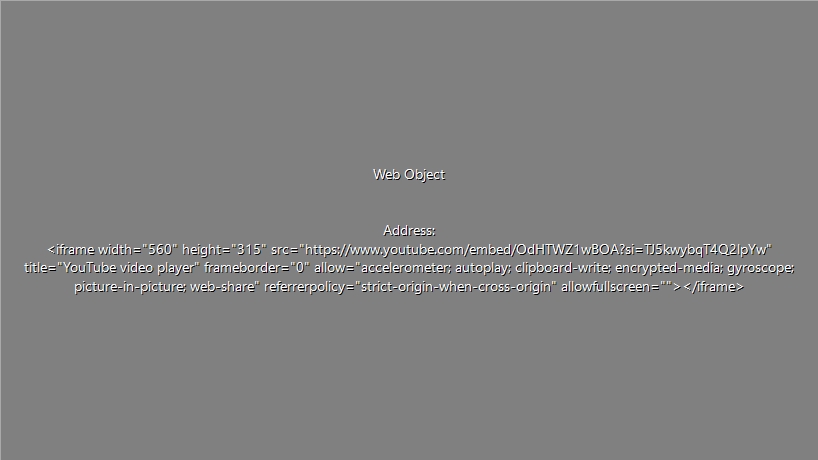 Web Object
Address:
<iframe width="560" height="315" src="https://www.youtube.com/embed/OdHTWZ1wBOA?si=TJ5kwybqT4Q2IpYw"
title="YouTube video player" frameborder="0" allow="accelerometer; autoplay; clipboard-write; encrypted-media; gyroscope;
picture-in-picture; web-share" referrerpolicy="strict-origin-when-cross-origin" allowfullscreen=""></iframe>